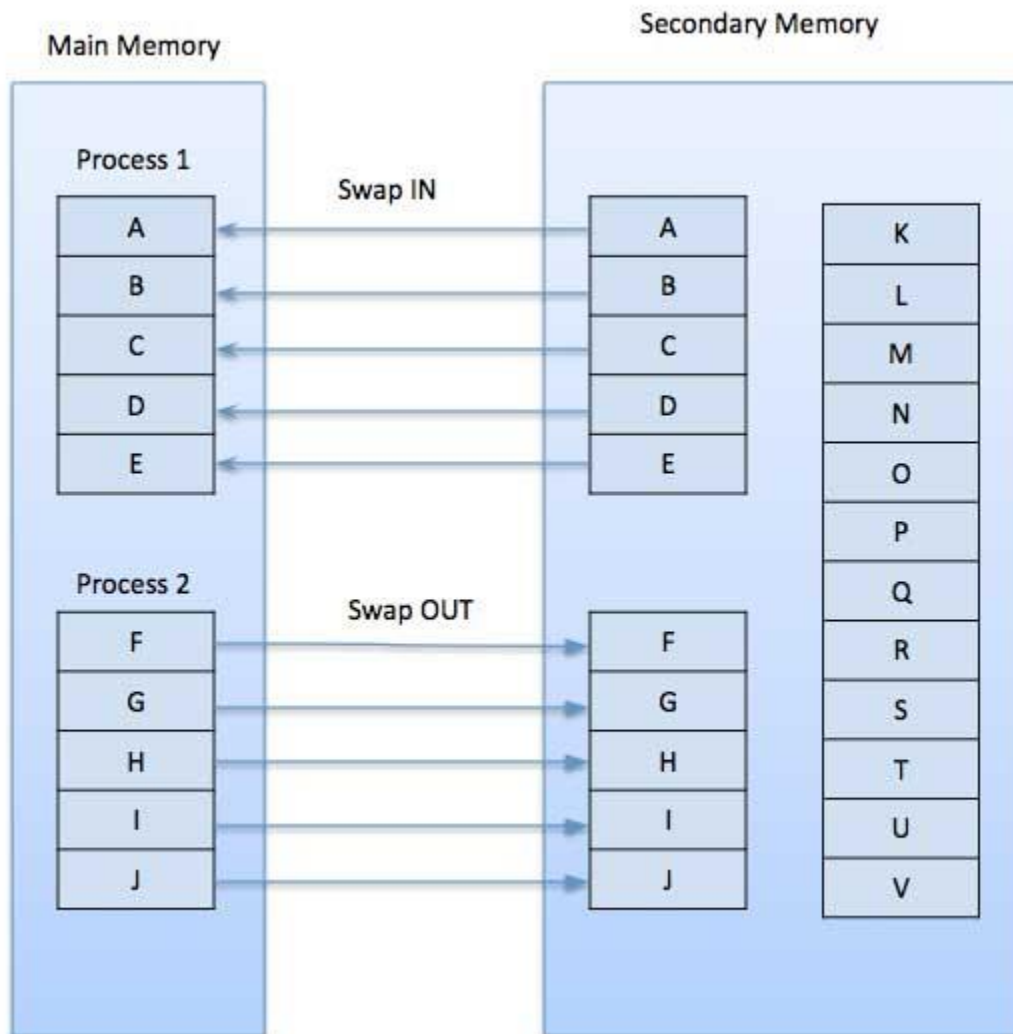 Main Memory
Secondary Memory
Process 1
Swap IN
A
B
C
D
E
A
B
C
D
E
Process 2
Swap OUT
F
G
H
I
J
F
G
H
I
J
K
L
M
N
O
P
Q
R
S
T
U
V